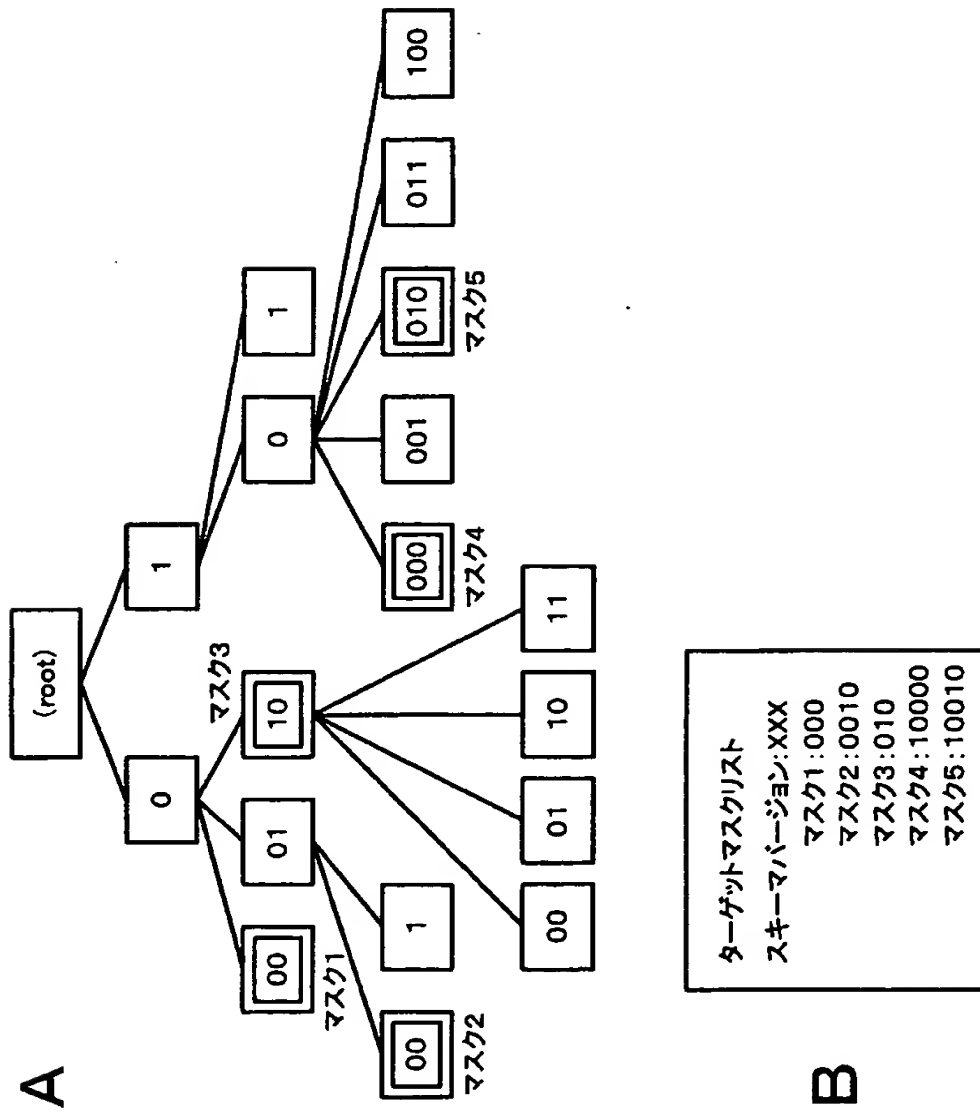 A
(root)
0
1
マスク3
00
01
10
0
1
マスク1
00
1
000
001
010
011
100
マスク2
マスク4
マスク5
00
01
10
11
B
ターゲットマスクリスト
スキーマバージョン:XXX
マスク1:000
マスク2:0010
マスク3:010
マスク4:10000
マスク5:10010